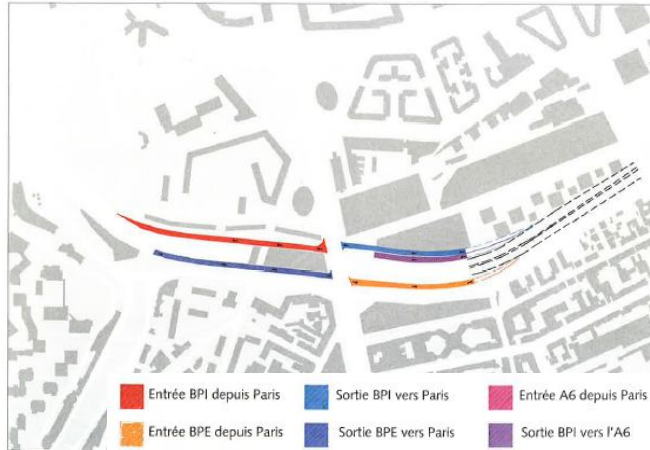 Entrée BPI depuis Paris
Sortie BPI vers Paris
Entrée A6 depuis Paris
Entrée BPE depuis Paris
Sortie BPE vers Paris
Sortie BPI vers l'A6